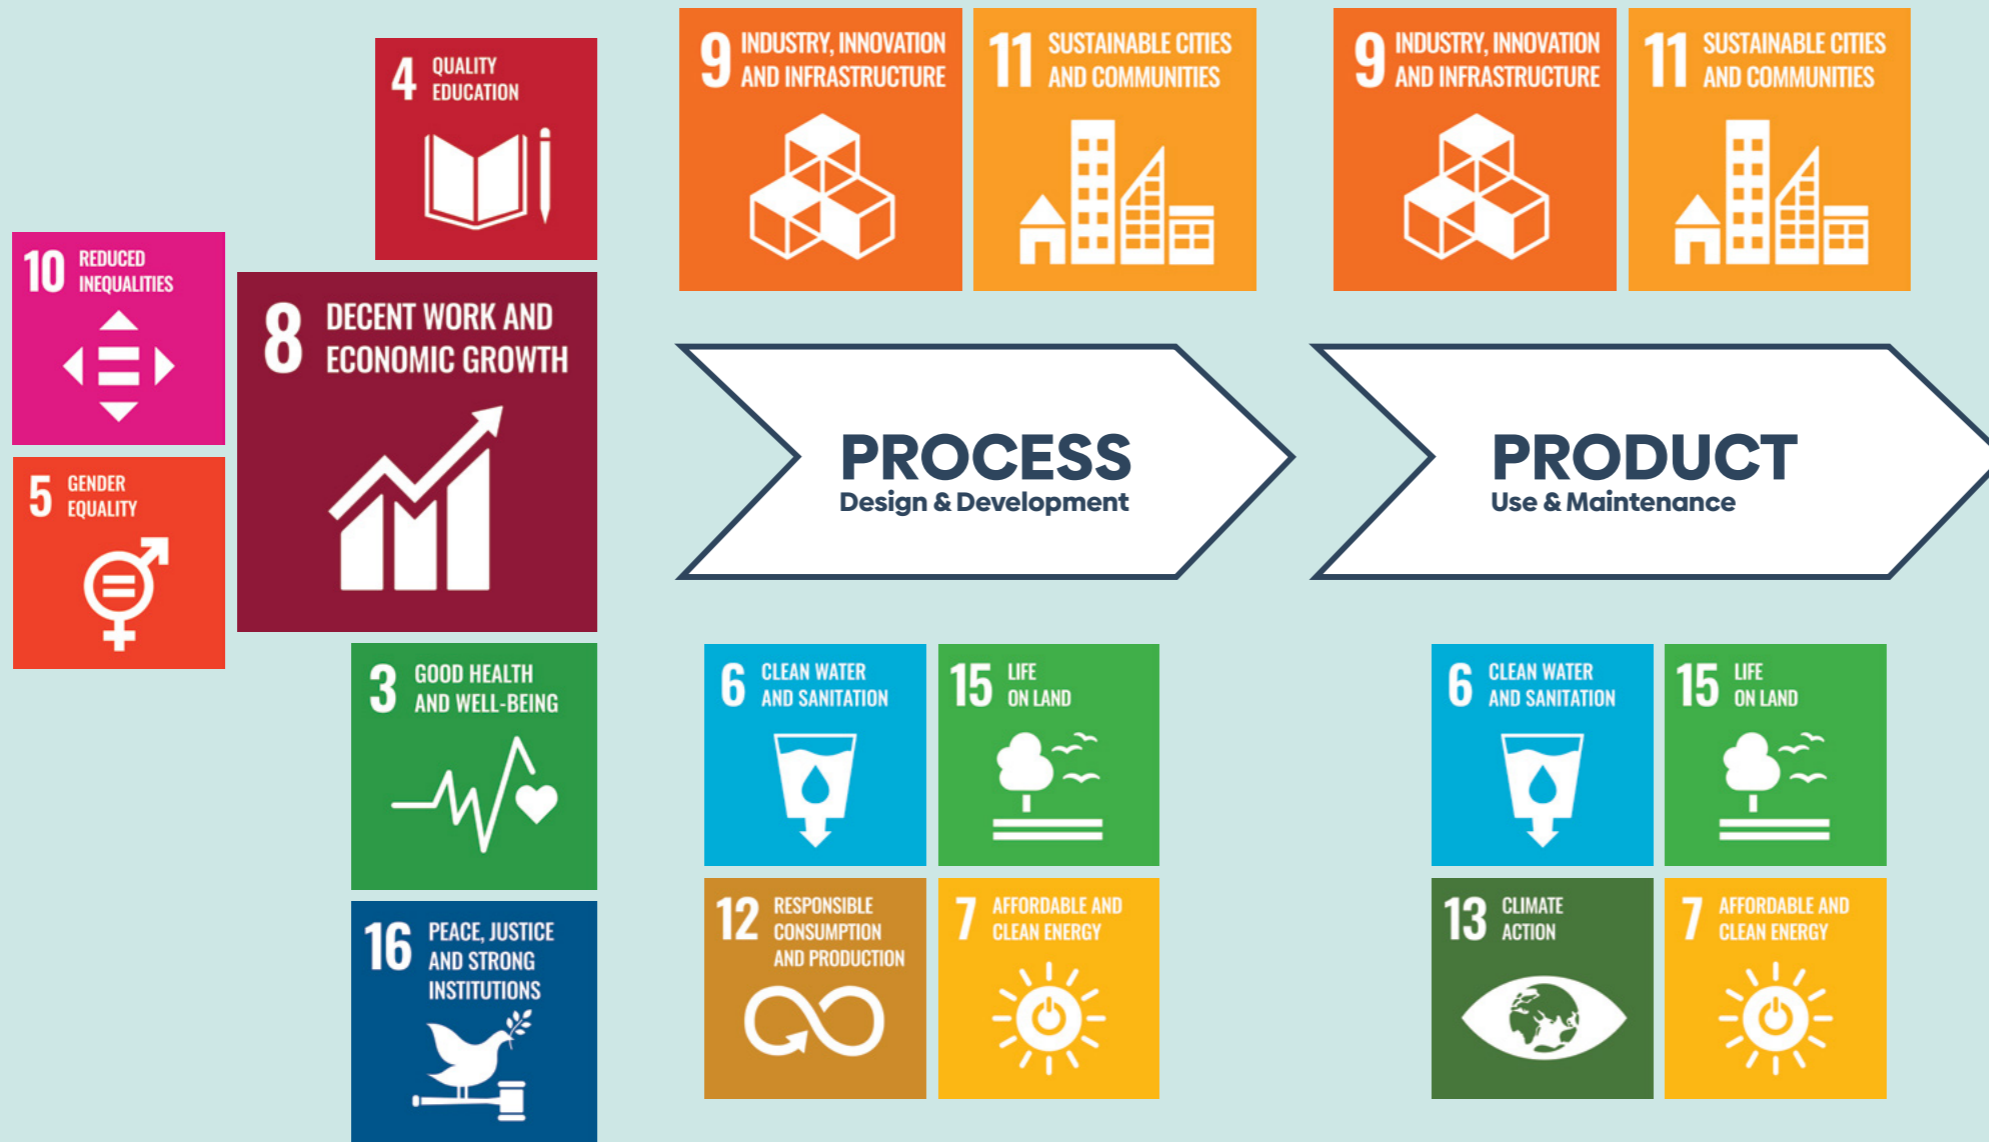 4 QUALITY
EDUCATION
10 REDUCED
INEQUALITIES
8 DECENT WORK AND
ECONOMIC GROWTH
5 GENDER
EQUALITY
3 GOOD HEALTH
AND WELL-BEING
16 PEACE, JUSTICE
AND STRONG
INSTITUTIONS
9 INDUSTRY, INNOVATION
AND INFRASTRUCTURE
11 SUSTAINABLE CITIES
AND COMMUNITIES
PROCESS
Design & Development
6 CLEAN WATER
AND SANITATION
15 LIFE
ON LAND
12 RESPONSIBLE
CONSUMPTION
AND PRODUCTION
7 AFFORDABLE AND
CLEAN ENERGY
9 INDUSTRY, INNOVATION
AND INFRASTRUCTURE
11 SUSTAINABLE CITIES
AND COMMUNITIES
PRODUCT
Use & Maintenance
6 CLEAN WATER
AND SANITATION
15 LIFE
ON LAND
13 CLIMATE
ACTION
7 AFFORDABLE AND
CLEAN ENERGY